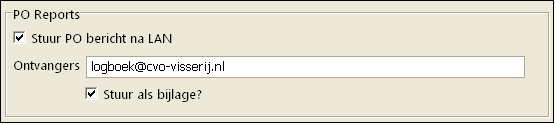 PO Reports
Stuur PO bericht na LAN
Ontvangers logboek@cvo-visserij.nl
Stuur als bijlage?